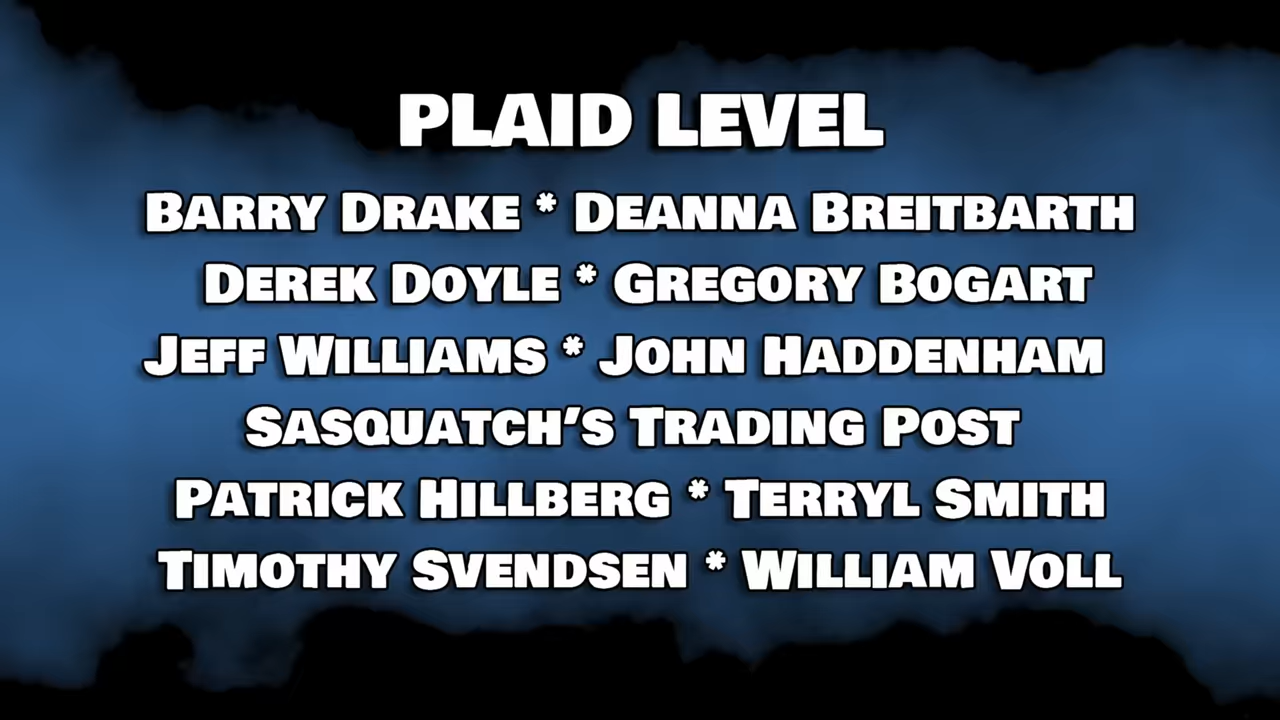 PLAID LEVEL
BARRY DRAKE * DEANNA BREITBARTH
DEREK DOYLE * GREGORY BOGART
JEFF WILLIAMS * JOHN HADDENHAM
SASQUATCH'S TRADING POST
PATRICK HILLBERG * TERRYL SMITH
TIMOTHY SVENDSEN * WILLIAM VOLL